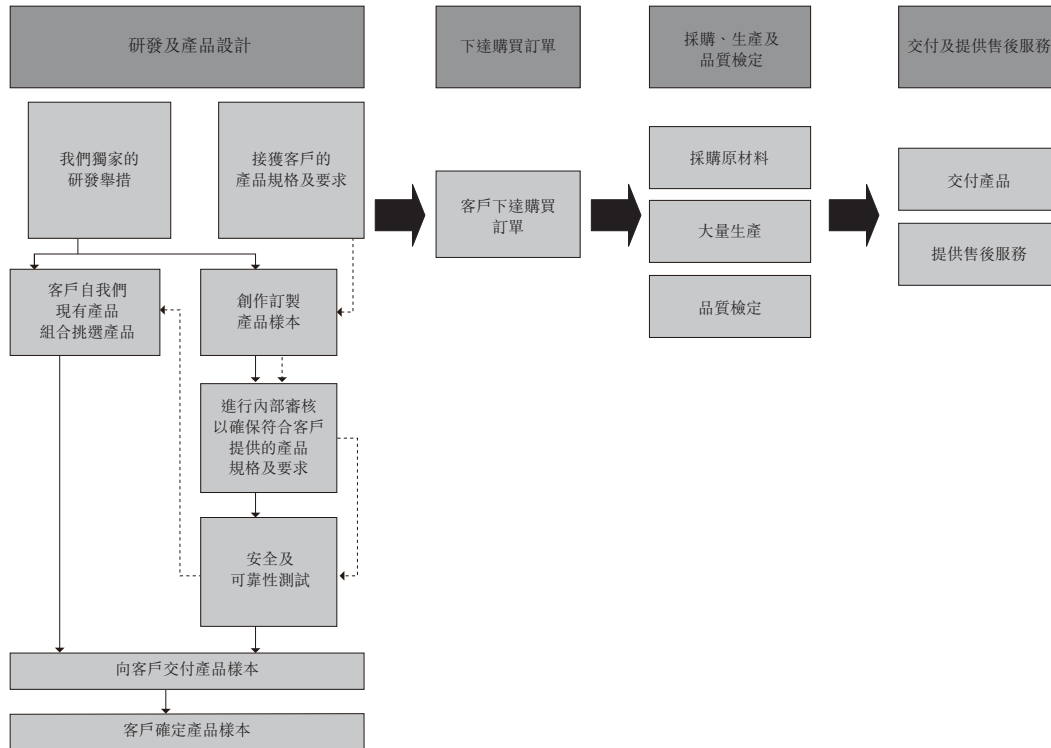 研發及產品設計
下達購買訂單
採購、生產及
品質檢定
交付及提供售後服務
我們獨家的
研發舉措
接獲客戶的
產品規格及要求
客戶自我們
現有產品
組合挑選產品
創作訂製
產品樣本
進行內部審核
以確保符合客戶
提供的產品
規格及要求
安全及
可靠性測試
向客戶交付產品樣本
客戶確定產品樣本
客戶下達購買
訂單
採購原材料
大量生產
品質檢定
交付產品
提供售後服務